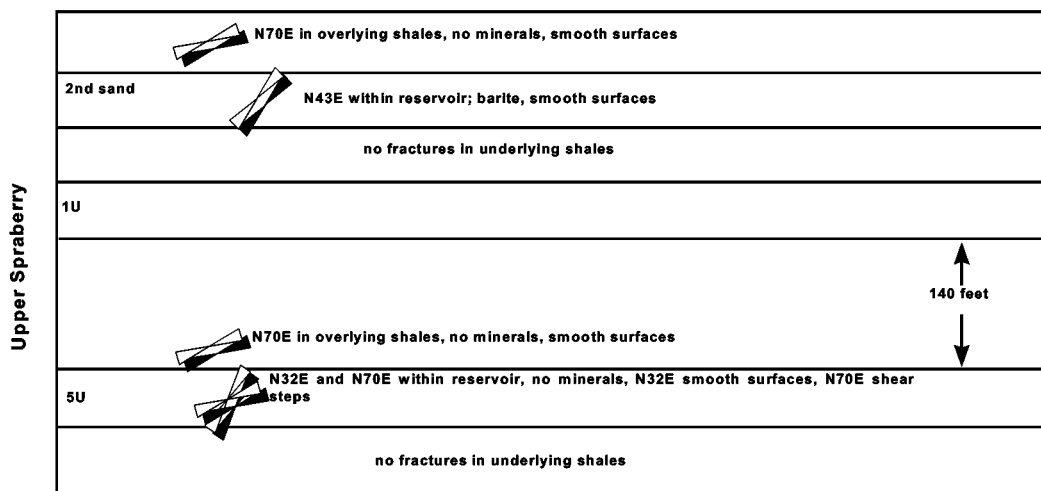 N70E in overlying shales, no minerals, smooth surfaces
2nd sand
N43E within reservoir; barite, smooth surfaces
no fractures in underlying shales
Upper Spraberry
1U
140 feet
N70E in overlying shales, no minerals, smooth surfaces
N32E and N70E within reservoir, no minerals, N32E smooth surfaces, N70E shear
steps
5U
no fractures in underlying shales